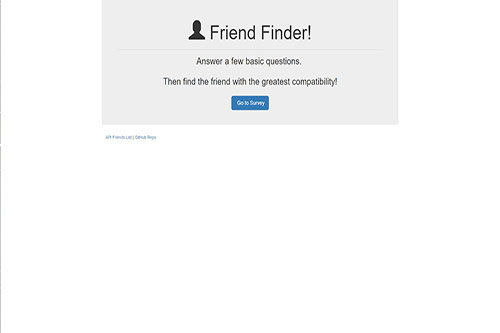 Friend Finder!
Answer a few basic questions.
Then find the friend with the greatest compatibility!
Go to Survey
API Friends List | GitHub Repo